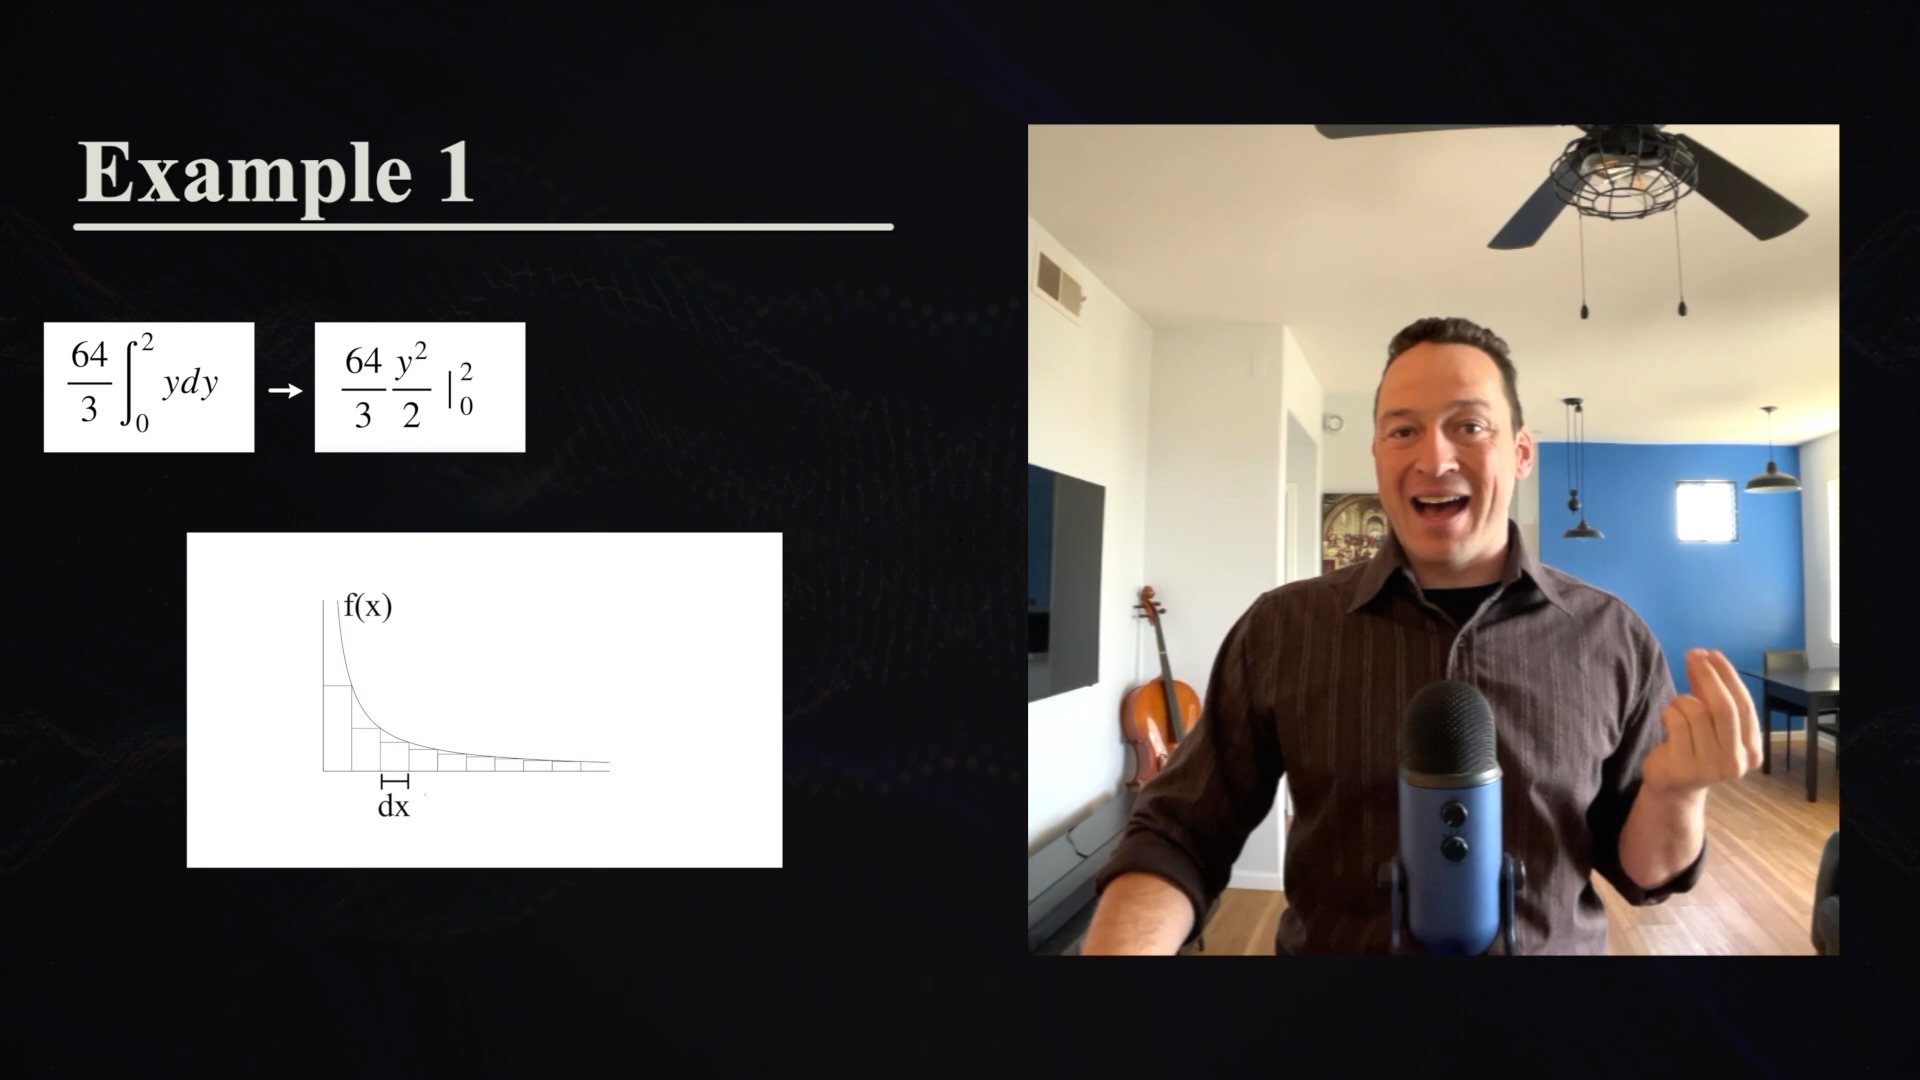 Example 1
64/3 ∫₀² ydy → 64/3 y²/2 |₀²
f(x)
dx